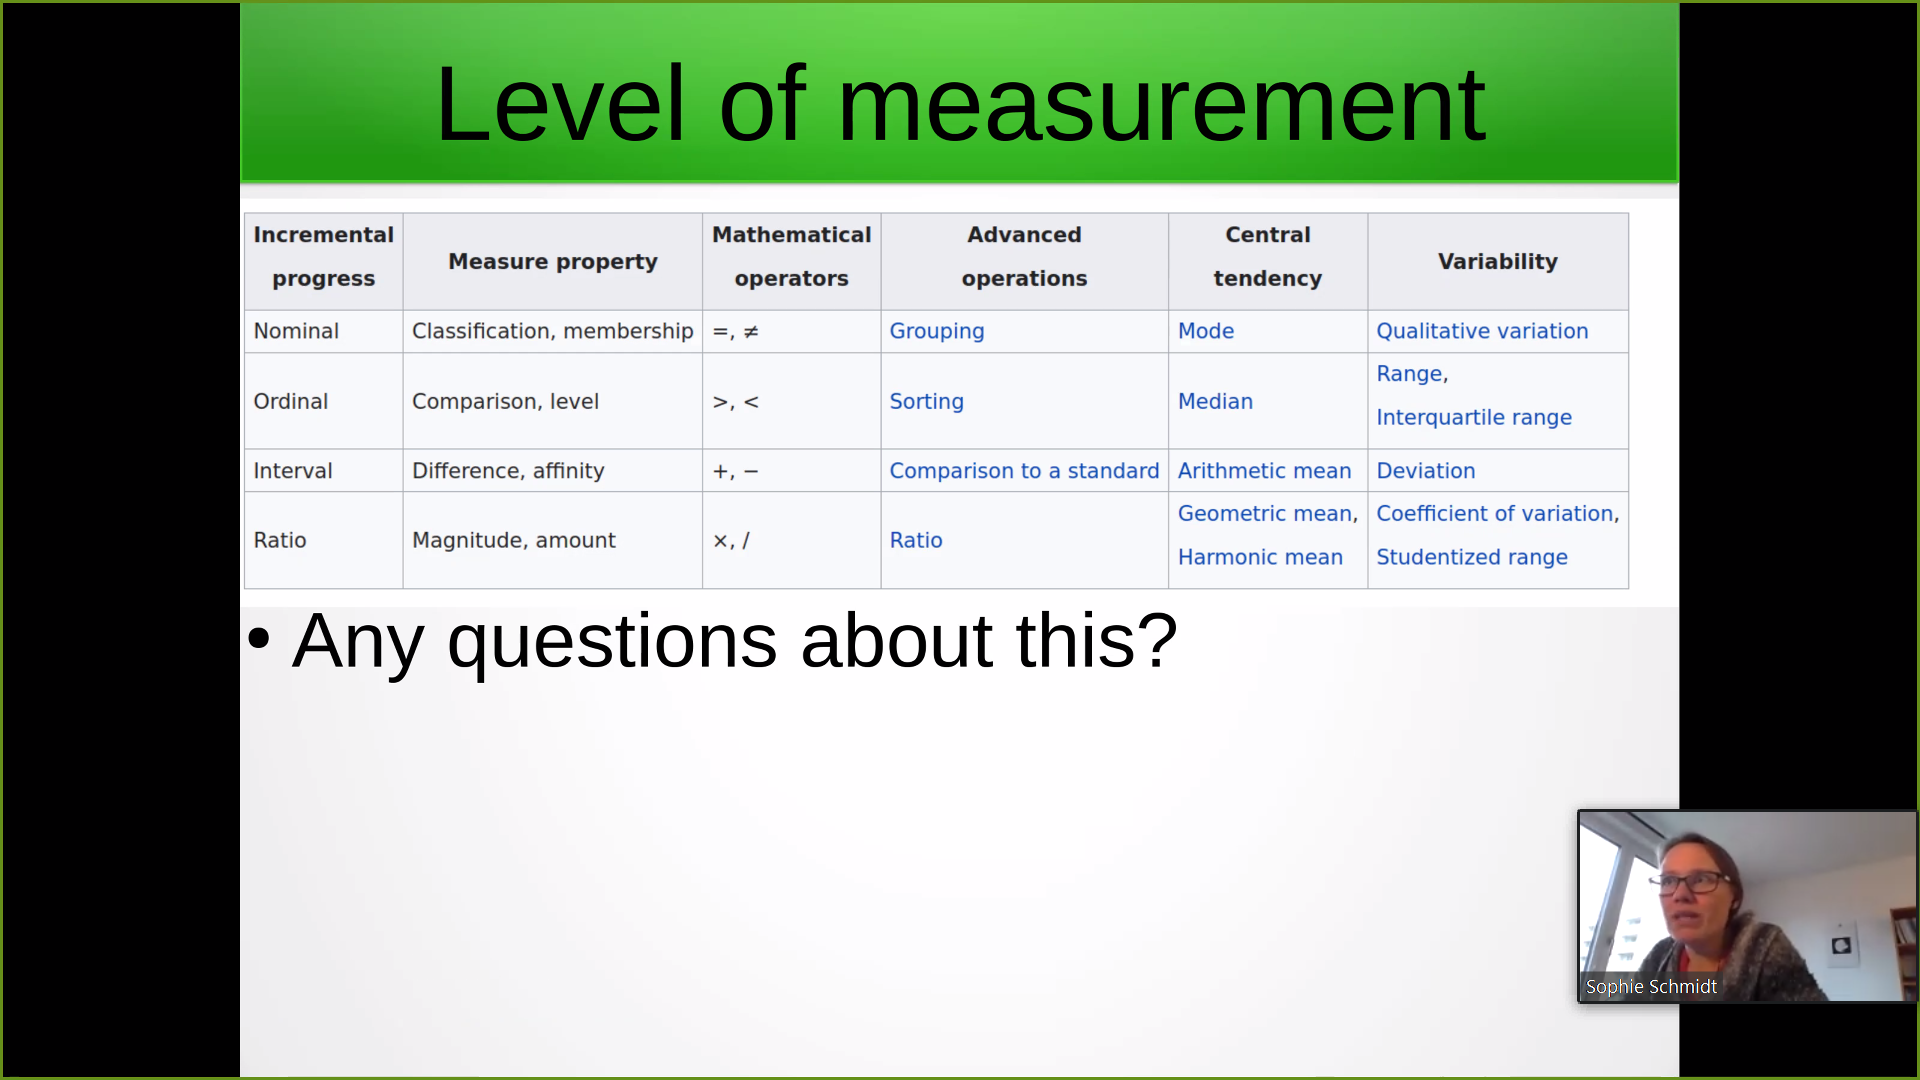 Level of measurement
Incremental progress	Measure property	Mathematical operators	Advanced operations	Central tendency	Variability
Nominal	Classification, membership	=, ≠	Grouping	Mode	Qualitative variation
Ordinal	Comparison, level	>, <	Sorting	Median	Range, Interquartile range
Interval	Difference, affinity	+, −	Comparison to a standard	Arithmetic mean	Deviation
Ratio	Magnitude, amount	×, /	Ratio	Geometric mean, Harmonic mean	Coefficient of variation, Studentized range
• Any questions about this?
Sophie Schmidt